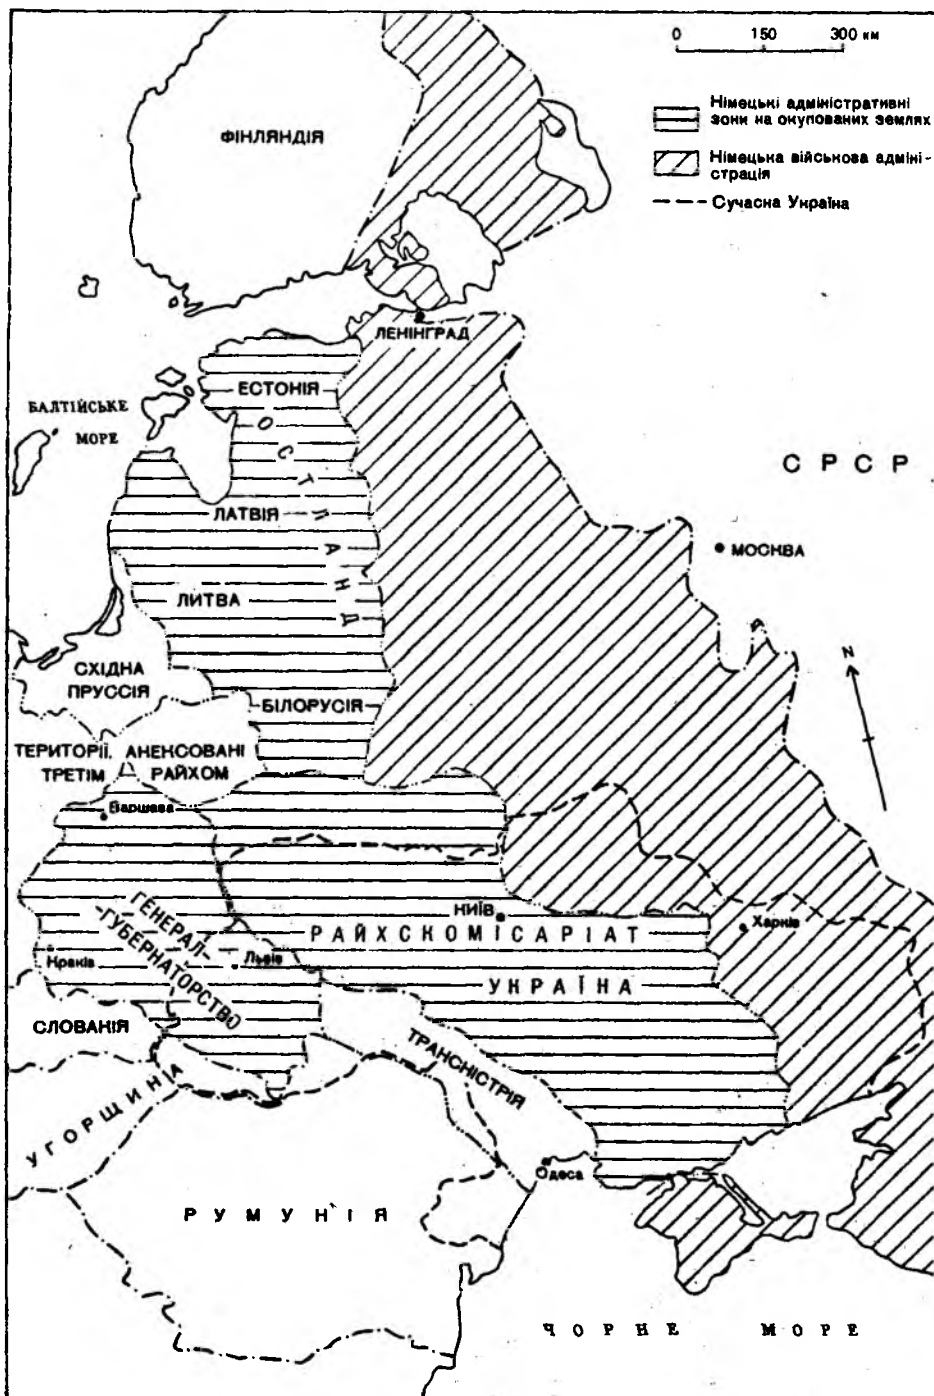 0 150 300 км
Німецькі адміністративні
зони на окупованих землях
Німецька військова адміні-
страція
Сучасна Україна
ФІНЛЯНДІЯ
ЛЕНІНГРАД
ЕСТОНІЯ
БАЛТІЙСЬКЕ
МОРЕ
ОСТЛАНД
СРСР
ЛАТВІЯ
МОСКВА
ЛИТВА
N
СХІДНА
ПРУССІЯ
БІЛОРУСІЯ
ТЕРИТОРІЇ, АНЕНСОВАНІ
ТРЕТІМ РАЙХОМ
Варшава
ГЕНЕРАЛ-
-ГУБЕРНАТОРСТВО
КИЇВ
Харків
РАЙХСКОМІСАРІАТ
УКРАЇНА
Краків
Львів
СЛОВАНІЯ
ТРАНСНІСТРІЯ
УГОРЩИНА
Одеса
РУМУНІЯ
ЧОРНЕ МОРЕ